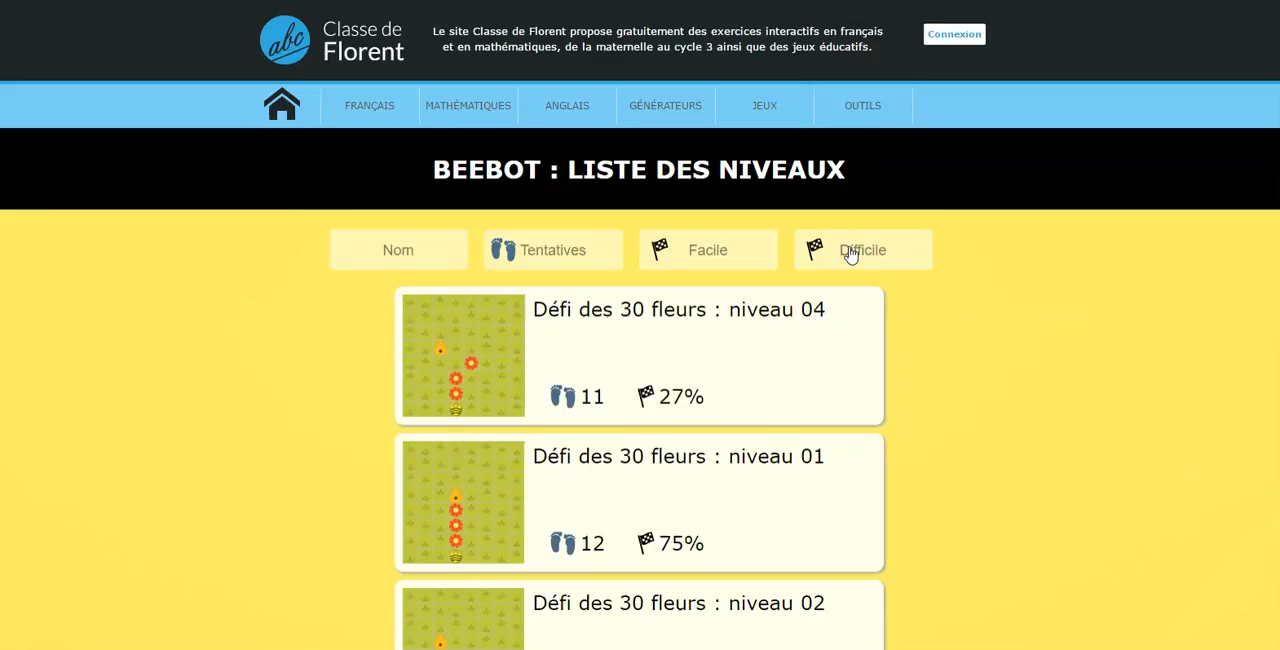 abc
Classe de
Florent
Le site Classe de Florent propose gratuitement des exercices interactifs en français
et en mathématiques, de la maternelle au cycle 3 ainsi que des jeux éducatifs.
Connexion
FRANÇAIS MATHÉMATIQUES ANGLAIS GÉNÉRATEURS JEUX OUTILS
BEEBOT : LISTE DES NIVEAUX
Nom Tentatives Facile Difficile
Défi des 30 fleurs : niveau 04
11 27%
Défi des 30 fleurs : niveau 01
12 75%
Défi des 30 fleurs : niveau 02